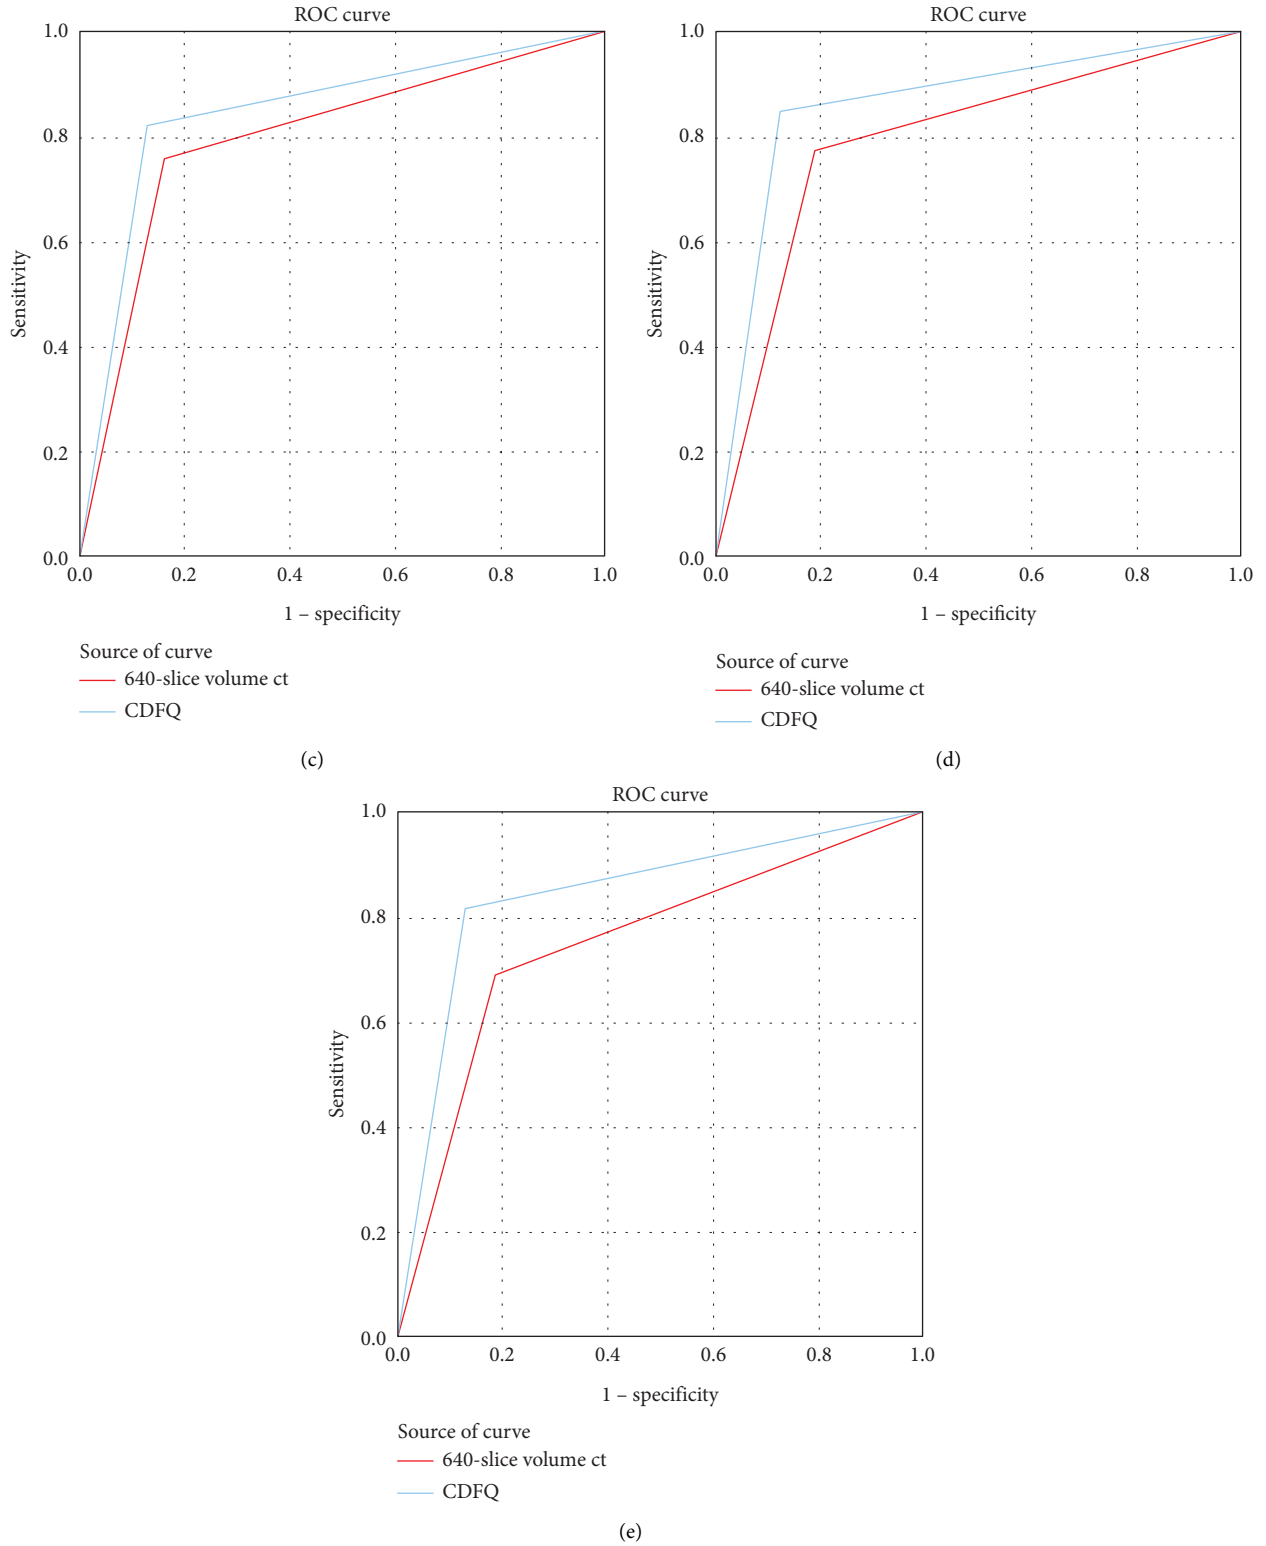 ROC curve
1.0
0.8
0.6
0.4
0.2
0.0
Sensitivity
0.0 0.2 0.4 0.6 0.8 1.0
1 – specificity
Source of curve
640-slice volume ct
CDFQ
(c)
ROC curve
1.0
0.8
0.6
0.4
0.2
0.0
Sensitivity
0.0 0.2 0.4 0.6 0.8 1.0
1 – specificity
Source of curve
640-slice volume ct
CDFQ
(d)
ROC curve
1.0
0.8
0.6
0.4
0.2
0.0
Sensitivity
0.0 0.2 0.4 0.6 0.8 1.0
1 – specificity
Source of curve
640-slice volume ct
CDFQ
(e)